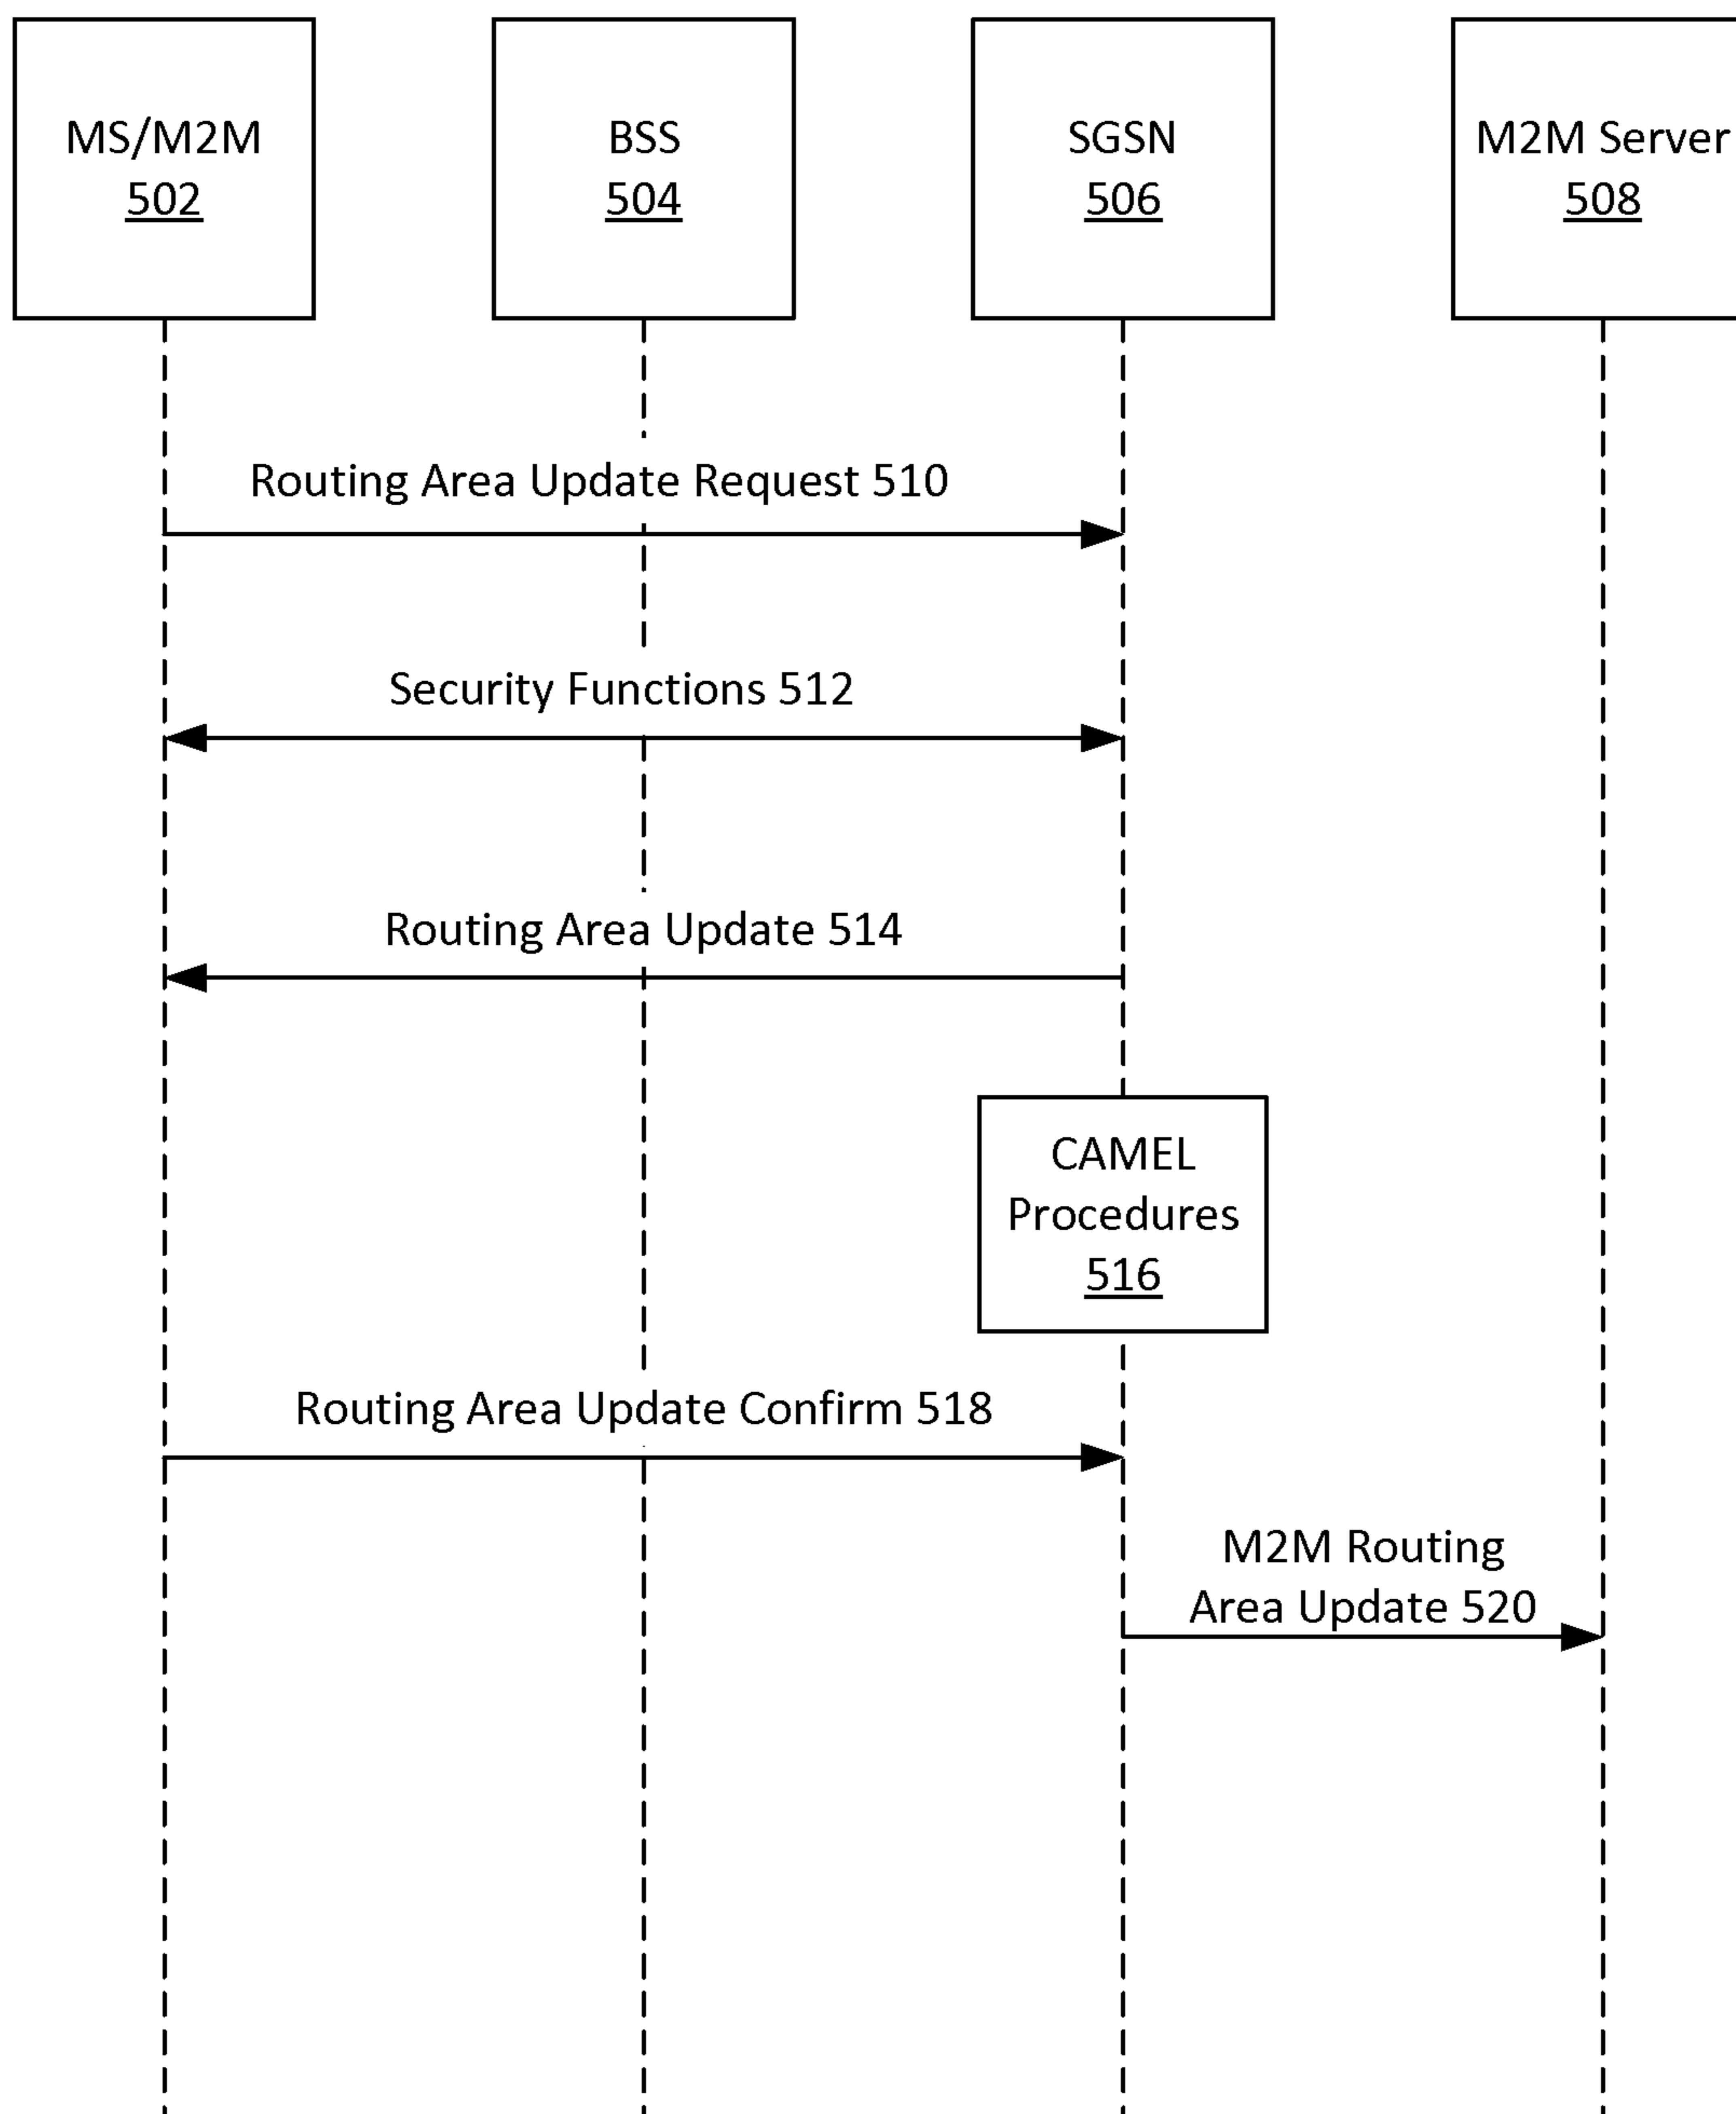 MS/M2M
502
BSS
504
SGSN
506
M2M Server
508
Routing Area Update Request 510
Security Functions 512
Routing Area Update 514
CAMEL
Procedures
516
Routing Area Update Confirm 518
M2M Routing
Area Update 520